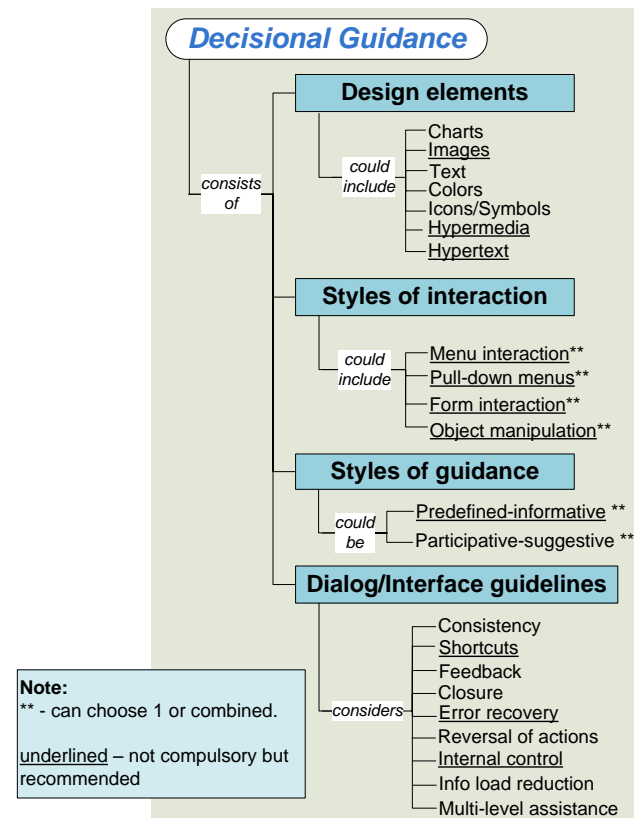 Decisional Guidance
consists
of
Design elements
could
include
Charts
Images
Text
Colors
Icons/Symbols
Hypermedia
Hypertext
Styles of interaction
could
include
Menu interaction**
Pull-down menus**
Form interaction**
Object manipulation**
Styles of guidance
could
be
Predefined-informative **
Participative-suggestive **
Dialog/Interface guidelines
considers
Consistency
Shortcuts
Feedback
Closure
Error recovery
Reversal of actions
Internal control
Info load reduction
Multi-level assistance
Note:
** - can choose 1 or combined.
underlined – not compulsory but
recommended